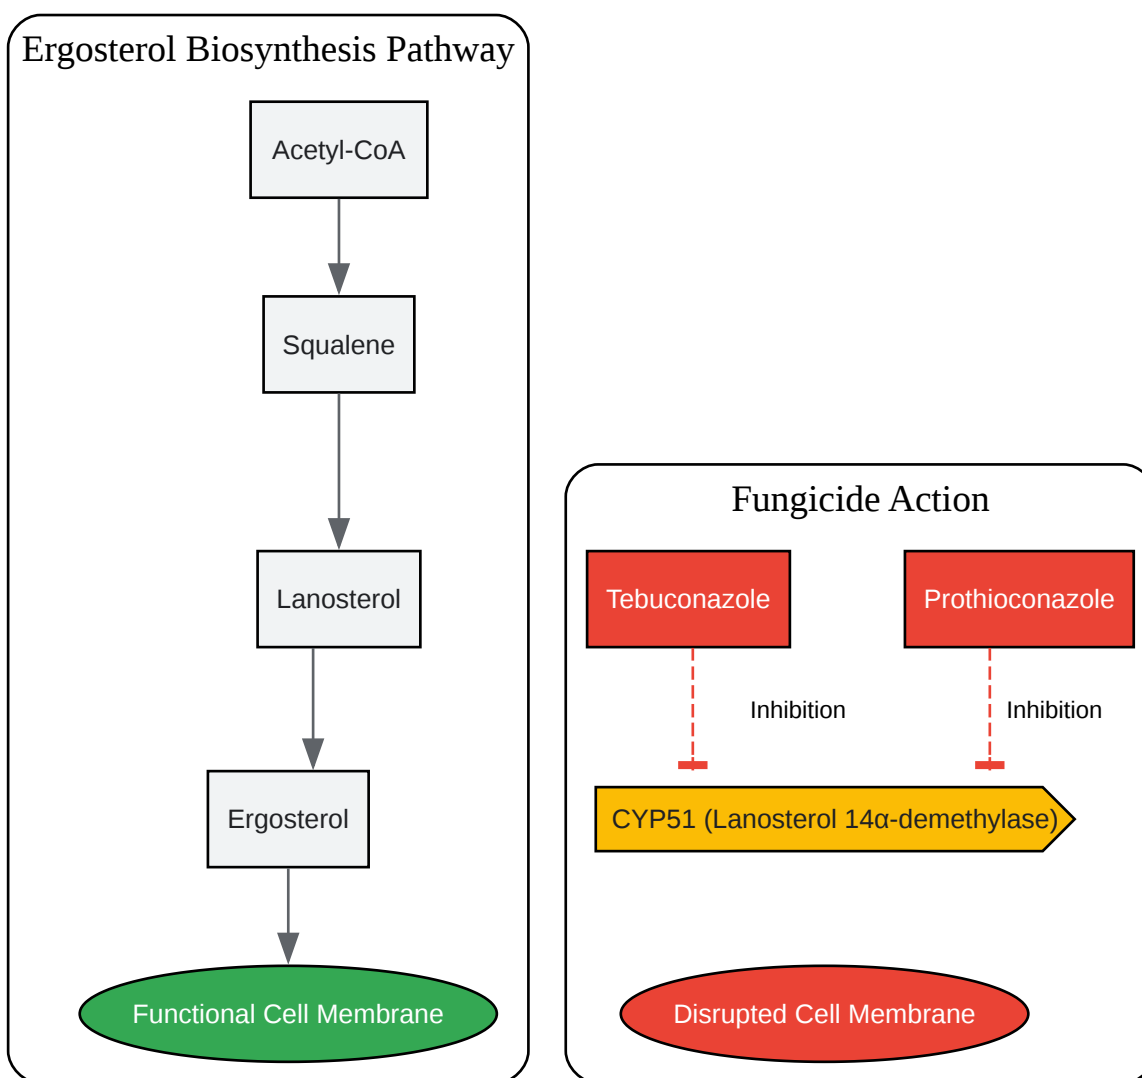 Ergosterol Biosynthesis Pathway
Acetyl-CoA
Squalene
Lanosterol
Ergosterol
Functional Cell Membrane
Fungicide Action
Tebuconazole
Prothioconazole
Inhibition
Inhibition
CYP51 (Lanosterol 14α-demethylase)
Disrupted Cell Membrane